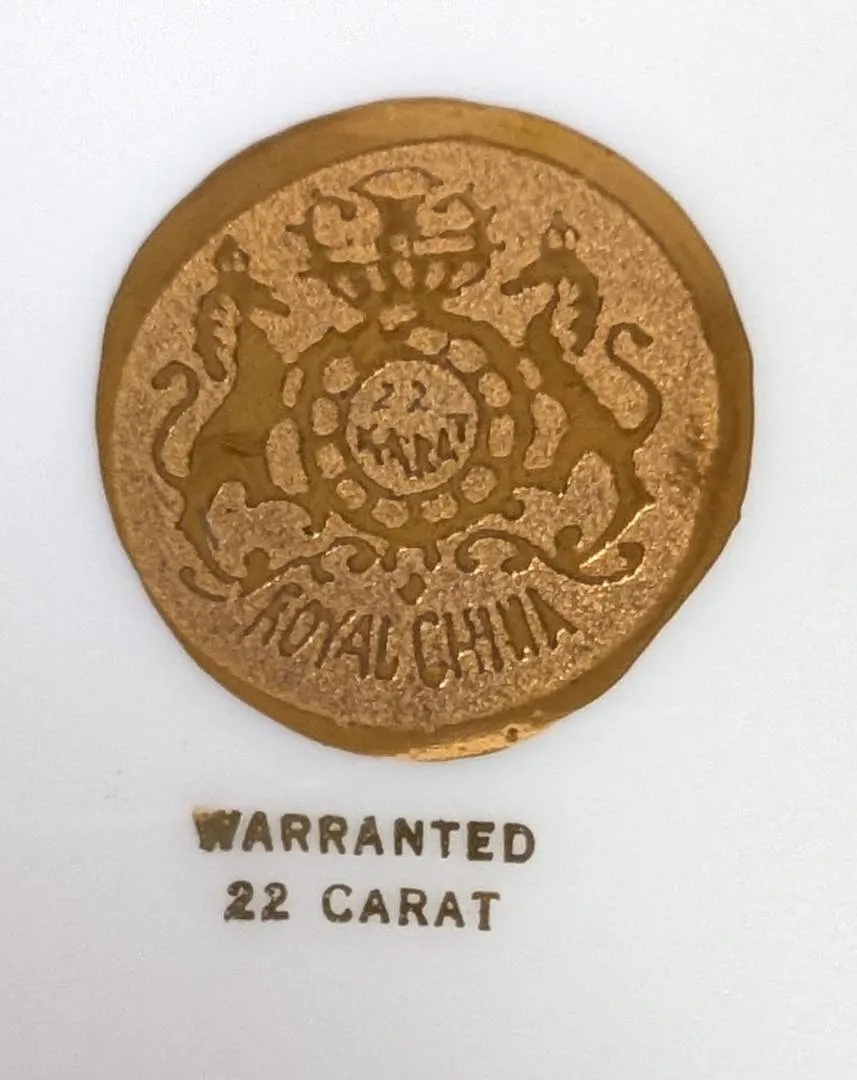 22
KARAT
ROYAL CHINA
WARRANTED
22 CARAT